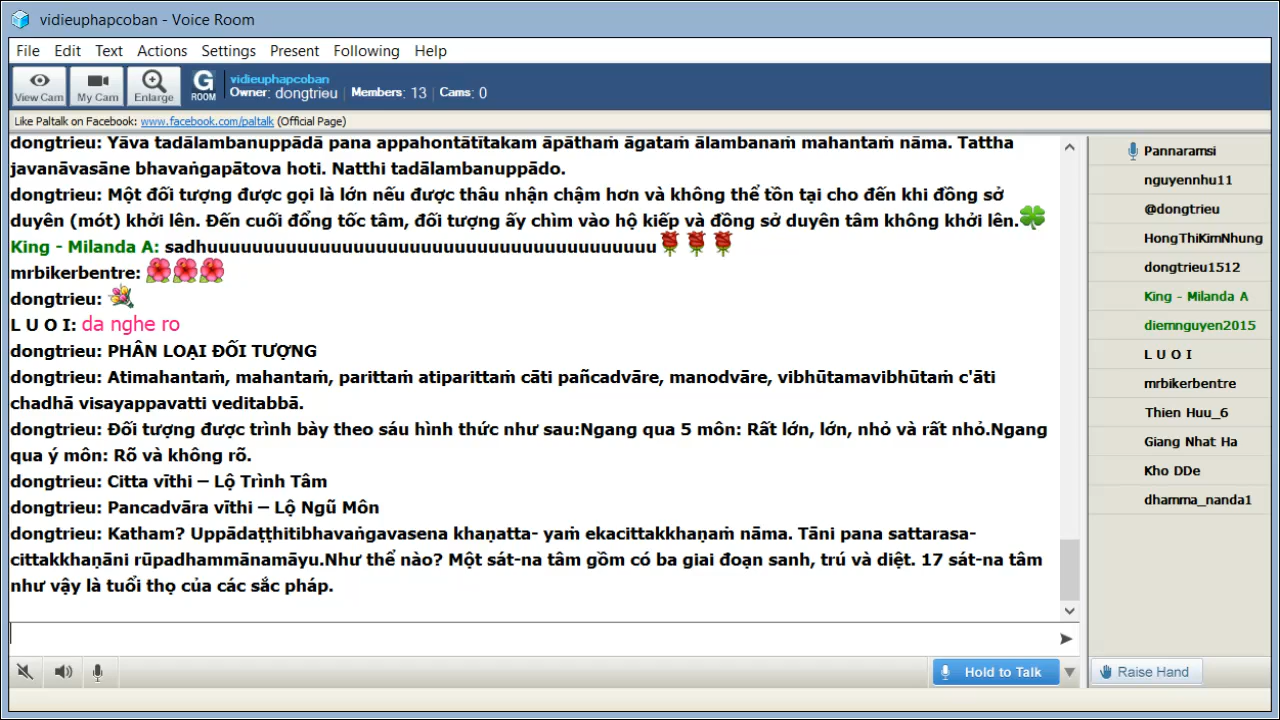 vidieuphapcoban - Voice Room
File Edit Text Actions Settings Present Following Help
View Cam My Cam Enlarge G ROOM
vidieuphapcoban
Owner: dongtrieu | Members: 13 | Cams: 0
Like Paltalk on Facebook: www.facebook.com/paltalk (Official Page)
dongtrieu: Yāva tadālambanuppādā pana appahontātītakam āpāthaṁ āgataṁ ālambanaṁ mahantaṁ nāma. Tattha
javanāvasāne bhavaṅgapātova hoti. Natthi tadālambanuppādo.
dongtrieu: Một đối tượng được gọi là lớn nếu được thâu nhận chậm hơn và không thể tồn tại cho đến khi đồng sở
duyên (mót) khởi lên. Đến cuối đổng tốc tâm, đối tượng ấy chìm vào hộ kiếp và đồng sở duyên tâm không khởi lên.
King - Milanda A: sadhuuuuuuuuuuuuuuuuuuuuuuuuuuuuuuuuuuuuuuuuuu
mrbikerbentre:
dongtrieu:
L U O I: da nghe ro
dongtrieu: PHÂN LOẠI ĐỐI TƯỢNG
dongtrieu: Atimahantaṁ, mahantaṁ, parittaṁ atiparittaṁ cāti pañcadvāre, manodvāre, vibhūtamavibhūtaṁ c'āti
chadhā visayappavatti veditabbā.
dongtrieu: Đối tượng được trình bày theo sáu hình thức như sau:Ngang qua 5 môn: Rất lớn, lớn, nhỏ và rất nhỏ.Ngang
qua ý môn: Rõ và không rõ.
dongtrieu: Citta vīthi – Lộ Trình Tâm
dongtrieu: Pancadvāra vīthi – Lộ Ngũ Môn
dongtrieu: Katham? Uppādaṭṭhitibhavaṅgavasena khaṇatta- yaṁ ekacittakkhaṇaṁ nāma. Tāni pana sattarasa-
cittakkhaṇāni rūpadhammānamāyu.Như thể nào? Một sát-na tâm gồm có ba giai đoạn sanh, trú và diệt. 17 sát-na tâm
như vậy là tuổi thọ của các sắc pháp.
Hold to Talk
Pannaramsi
nguyennhu11
@dongtrieu
HongThiKimNhung
dongtrieu1512
King - Milanda A
diemnguyen2015
L U O I
mrbikerbentre
Thien Huu_6
Giang Nhat Ha
Kho DDe
dhamma_nanda1
Raise Hand